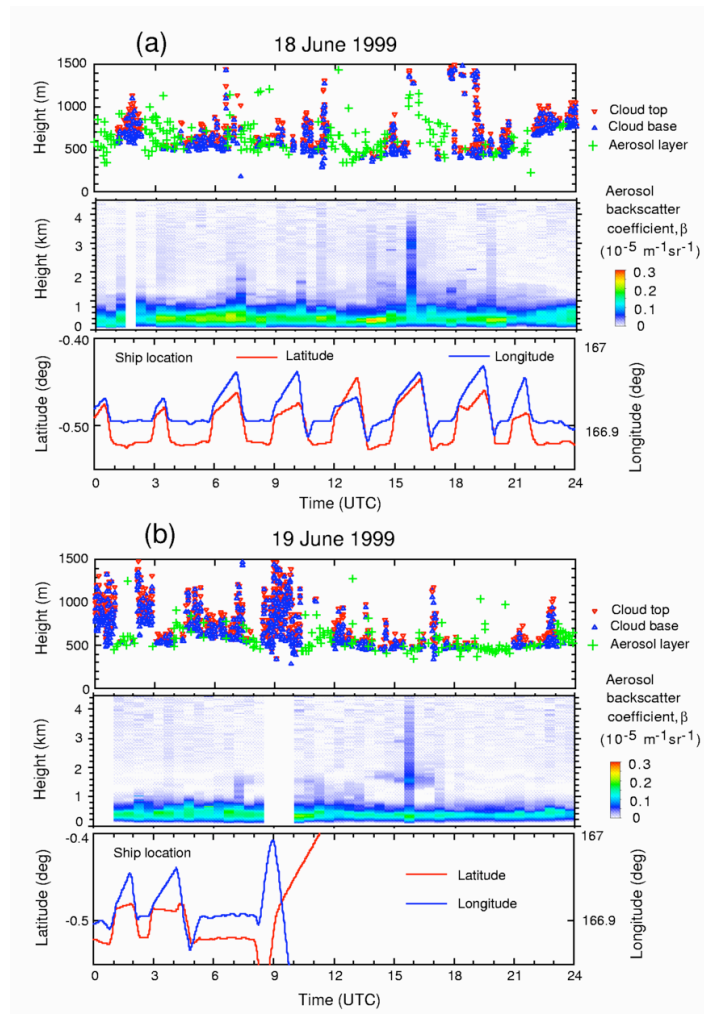 (a)
18 June 1999
1500
1000
500
0
Height (m)
Cloud top
Cloud base
Aerosol layer
4
3
2
1
0
Height (km)
Aerosol
backscatter
coefficient, β
(10-5 m-1sr-1)
0.3
0.2
0.1
0
-0.40
-0.50
Latitude (deg)
Ship location
Latitude
Longitude
167
166.9
Longitude (deg)
0 3 6 9 12 15 18 21 24
Time (UTC)
(b)
19 June 1999
1500
1000
500
0
Height (m)
Cloud top
Cloud base
Aerosol layer
4
3
2
1
0
Height (km)
Aerosol
backscatter
coefficient, β
(10-5 m-1sr-1)
0.3
0.2
0.1
0
-0.4
-0.5
Latitude (deg)
Ship location
Latitude
Longitude
167
166.9
Longitude (deg)
0 3 6 9 12 15 18 21 24
Time (UTC)